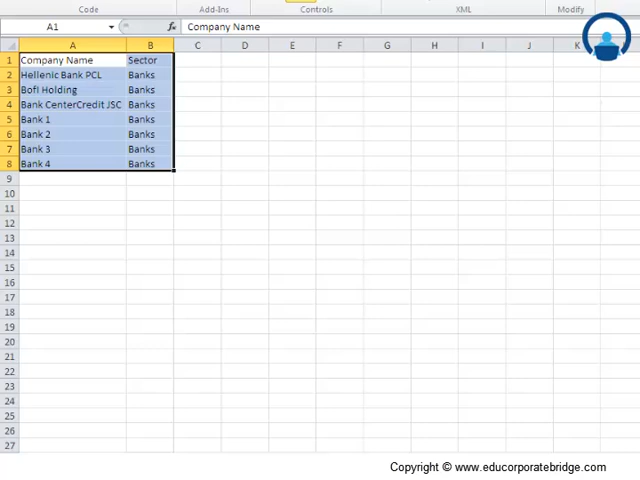 Code Add-Ins Controls XML Modify
A1 fx Company Name
A B C D E F G H I J K
1 Company Name Sector
2 Hellenic Bank PCL Banks
3 BofI Holding Banks
4 Bank CenterCredit JSC Banks
5 Bank 1 Banks
6 Bank 2 Banks
7 Bank 3 Banks
8 Bank 4 Banks
9
10
11
12
13
14
15
16
17
18
19
20
21
22
23
24
25
26
27
Copyright © www.educorporatebridge.com